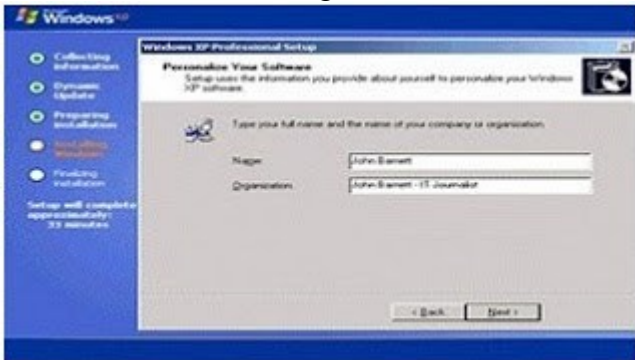 Windows xp
Collecting
information
Dynamic
Update
Preparing
installation
Installing
Windows
Finalizing
installation
Setup will complete
approximately:
33 minutes
Windows XP Professional Setup
Personalize Your Software
Setup uses the information you provide about yourself to personalize your Windows
XP software.
Type your full name and the name of your company or organization.
Name: John Barnett
Organization: John Barnett - IT Journalist
< Back Next >